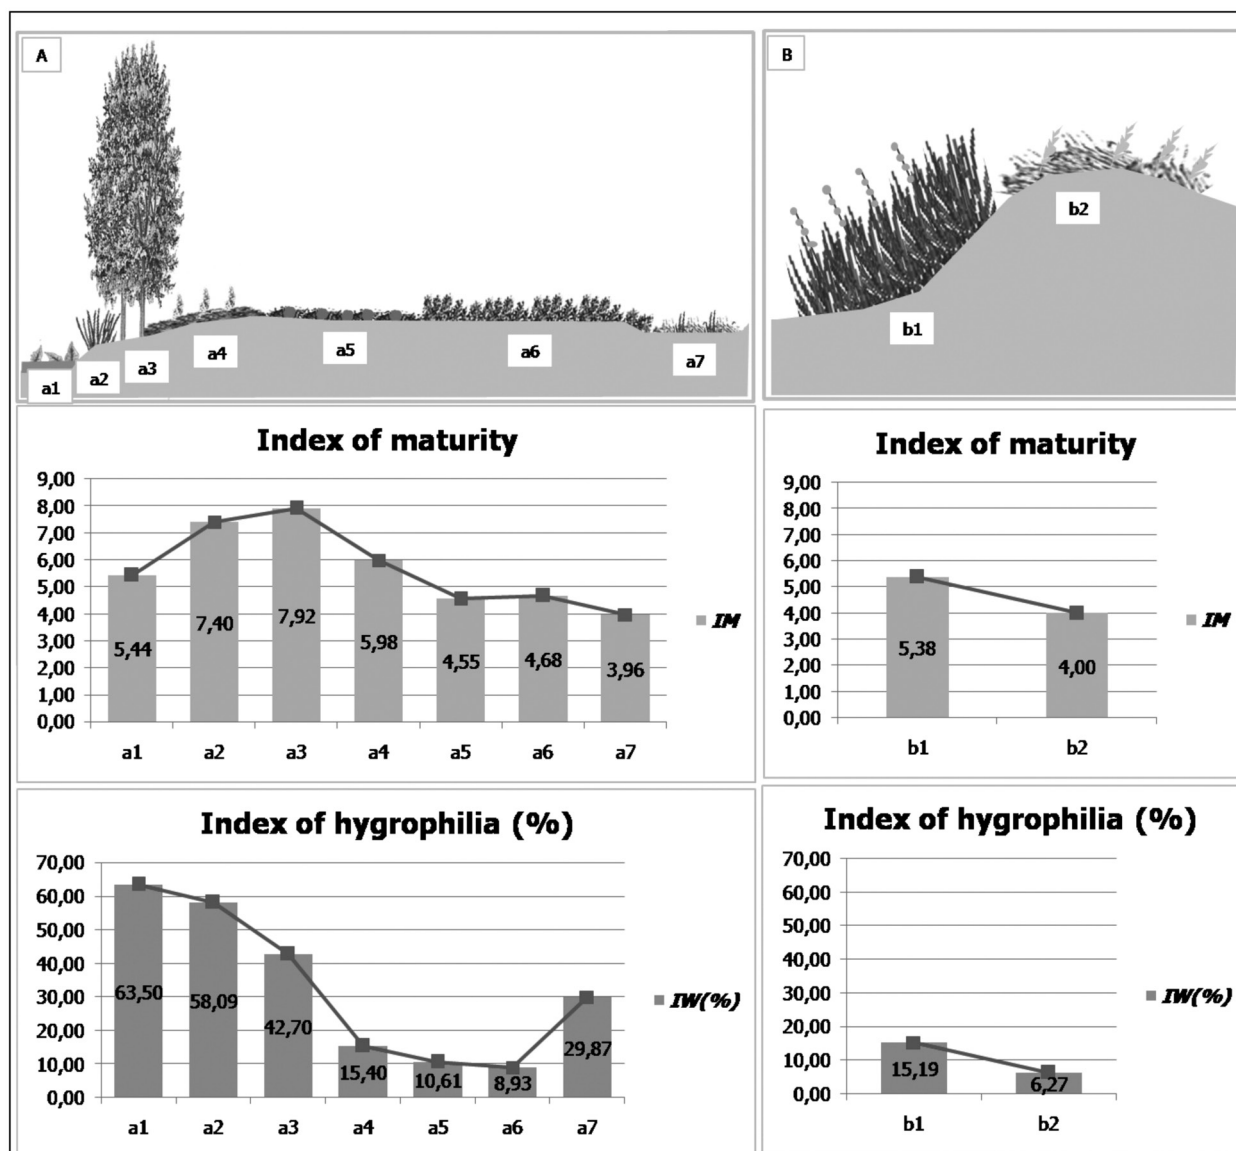 A
a1
a2
a3
a4
a5
a6
a7
B
b1
b2
Index of maturity
9,00
8,00
7,00
6,00
5,00
4,00
3,00
2,00
1,00
0,00
5,44
7,40
7,92
5,98
4,55
4,68
3,96
IM
a1 a2 a3 a4 a5 a6 a7
Index of maturity
9,00
8,00
7,00
6,00
5,00
4,00
3,00
2,00
1,00
0,00
5,38
4,00
IM
b1 b2
Index of hygrophilia (%)
70,00
60,00
50,00
40,00
30,00
20,00
10,00
0,00
63,50
58,09
42,70
15,40
10,61
8,93
29,87
IW(%)
a1 a2 a3 a4 a5 a6 a7
Index of hygrophilia (%)
70,00
60,00
50,00
40,00
30,00
20,00
10,00
0,00
15,19
6,27
IW(%)
b1 b2